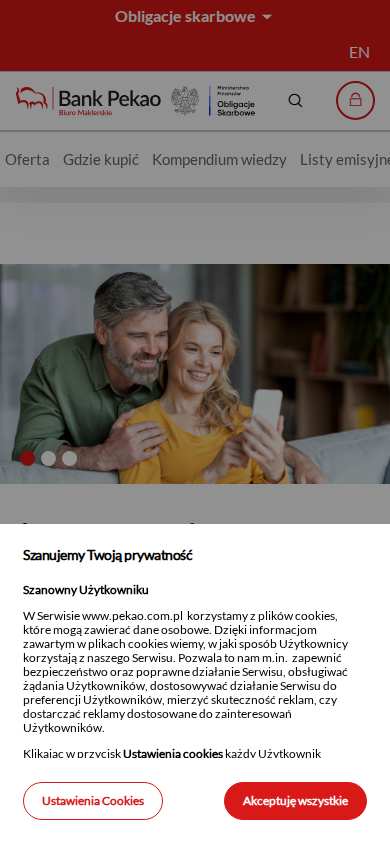 Obligacje skarbowe
EN
Bank Pekao
Biuro Maklerskie
Ministerstwo
Finansów
Obligacje
Skarbowe
Oferta Gdzie kupić Kompendium wiedzy Listy emisyjne
Szanujemy Twoją prywatność
Szanowny Użytkowniku
W Serwisie www.pekao.com.pl korzystamy z plików cookies,
które mogą zawierać dane osobowe. Dzięki informacjom
zawartym w plikach cookies wiemy, w jaki sposób Użytkownicy
korzystają z naszego Serwisu. Pozwala to nam m.in. zapewnić
bezpieczeństwo oraz poprawne działanie Serwisu, obsługiwać
żądania Użytkowników, dostosowywać działanie Serwisu do
preferencji Użytkowników, mierzyć skuteczność reklam, czy
dostarczać reklamy dostosowane do zainteresowań
Użytkowników.
Klikając w przycisk Ustawienia cookies każdy Użytkownik
Ustawienia Cookies
Akceptuję wszystkie